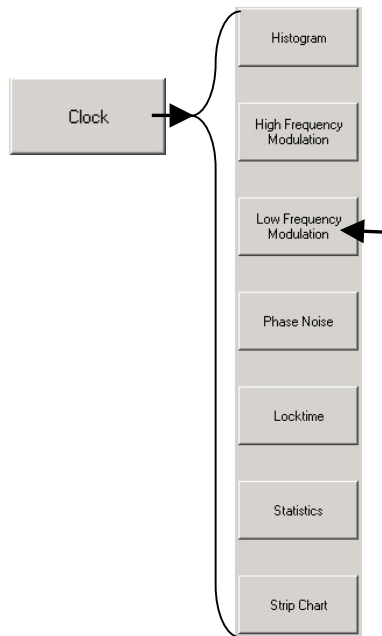 Clock
Histogram
High Frequency
Modulation
Low Frequency
Modulation
Phase Noise
Locktime
Statistics
Strip Chart